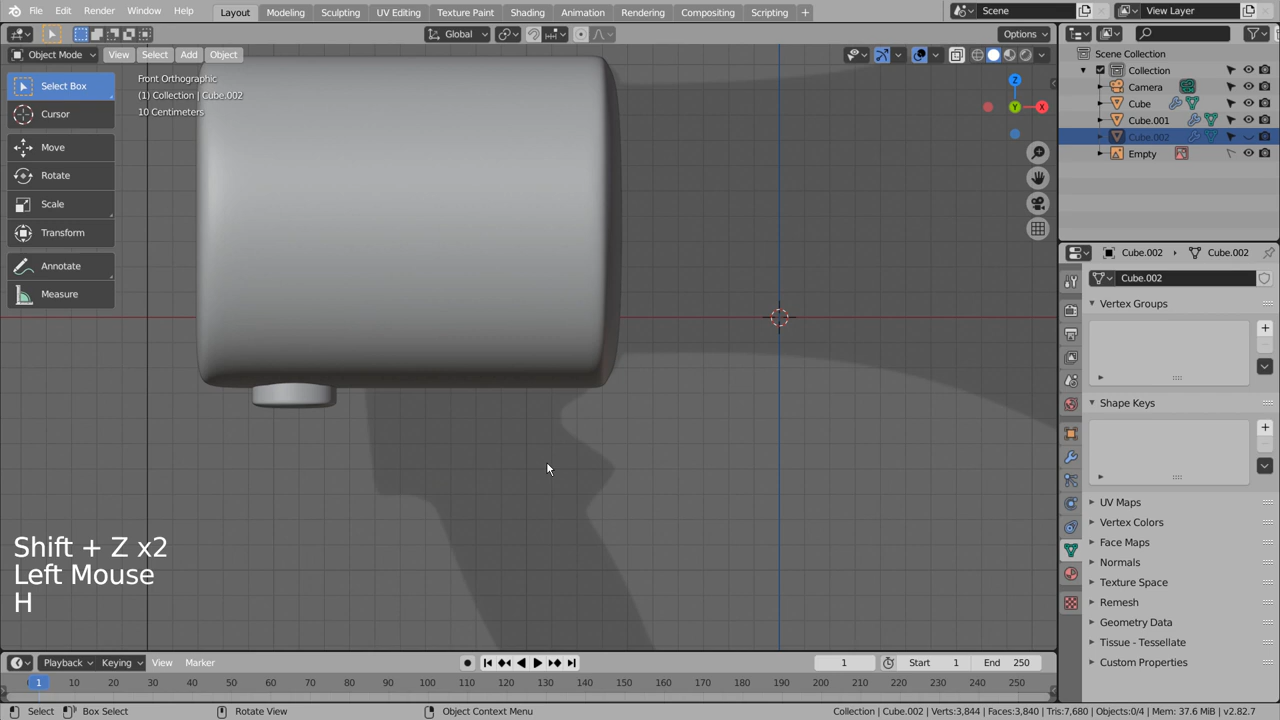 File Edit Render Window Help Layout Modeling Sculpting UV Editing Texture Paint Shading Animation Rendering Compositing Scripting + Scene View Layer
Global Options
Object Mode View Select Add Object
Scene Collection
Collection
Camera
Cube
Cube.001
Cube.002
Empty
Select Box
Cursor
Move
Rotate
Scale
Transform
Annotate
Measure
Front Orthographic
(1) Collection | Cube.002
10 Centimeters
Z
Y
X
Cube.002 Cube.002
Cube.002
Vertex Groups
Shape Keys
UV Maps
Vertex Colors
Face Maps
Normals
Texture Space
Remesh
Geometry Data
Tissue - Tessellate
Custom Properties
Shift + Z x2
Left Mouse
H
Playback Keying View Marker 1 Start 1 End 250
1 10 20 30 40 50 60 70 80 90 100 110 120 130 140 150 160 170 180 190 200 210 220 230 240 250
Select Box Select Rotate View Object Context Menu Collection | Cube.002 | Verts:3,844 | Faces:3,840 | Tris:7,680 | Objects:0/4 | Mem: 37.6 MiB | v2.82.7